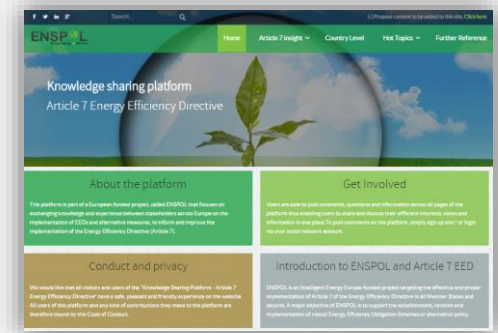 Search...
Propose content to be added to this site. Click here
ENSPOL
Home
Article 7 insight
Country Level
Hot Topics
Further Reference
Knowledge sharing platform
Article 7 Energy Efficiency Directive
About the platform
This platform is part of a European funded project, called ENSPOL that focuses on
exchanging knowledge and experience between stakeholders across Europe on the
implementation of EEOs and alternative measures, to inform and improve the
implementation of the Energy Efficiency Directive (Article 7).
Get Involved
Users are able to post comments, questions and information across all pages of the
platform thus enabling users to share and discuss their different interests, views and
information in one place. To post comments on the platform, simply sign up and / or login
via your social network account.
Conduct and privacy
We would like that all visitors and users of the "Knowledge Sharing Platform - Article 7
Energy Efficiency Directive" have a safe, pleasant and friendly experience on the website.
All users of this platform and any kind of contributions they make to the platform are
therefore bound by this Code of Conduct.
Introduction to ENSPOL and Article 7 EED
ENSPOL is an Intelligent Energy Europe-funded project targeting the effective and proper
implementation of Article 7 of the Energy Efficiency Directive in all Member States and
beyond. A major objective of ENSPOL is to support the establishment, revision and
implementation of robust Energy Efficiency Obligation Schemes or alternative policy